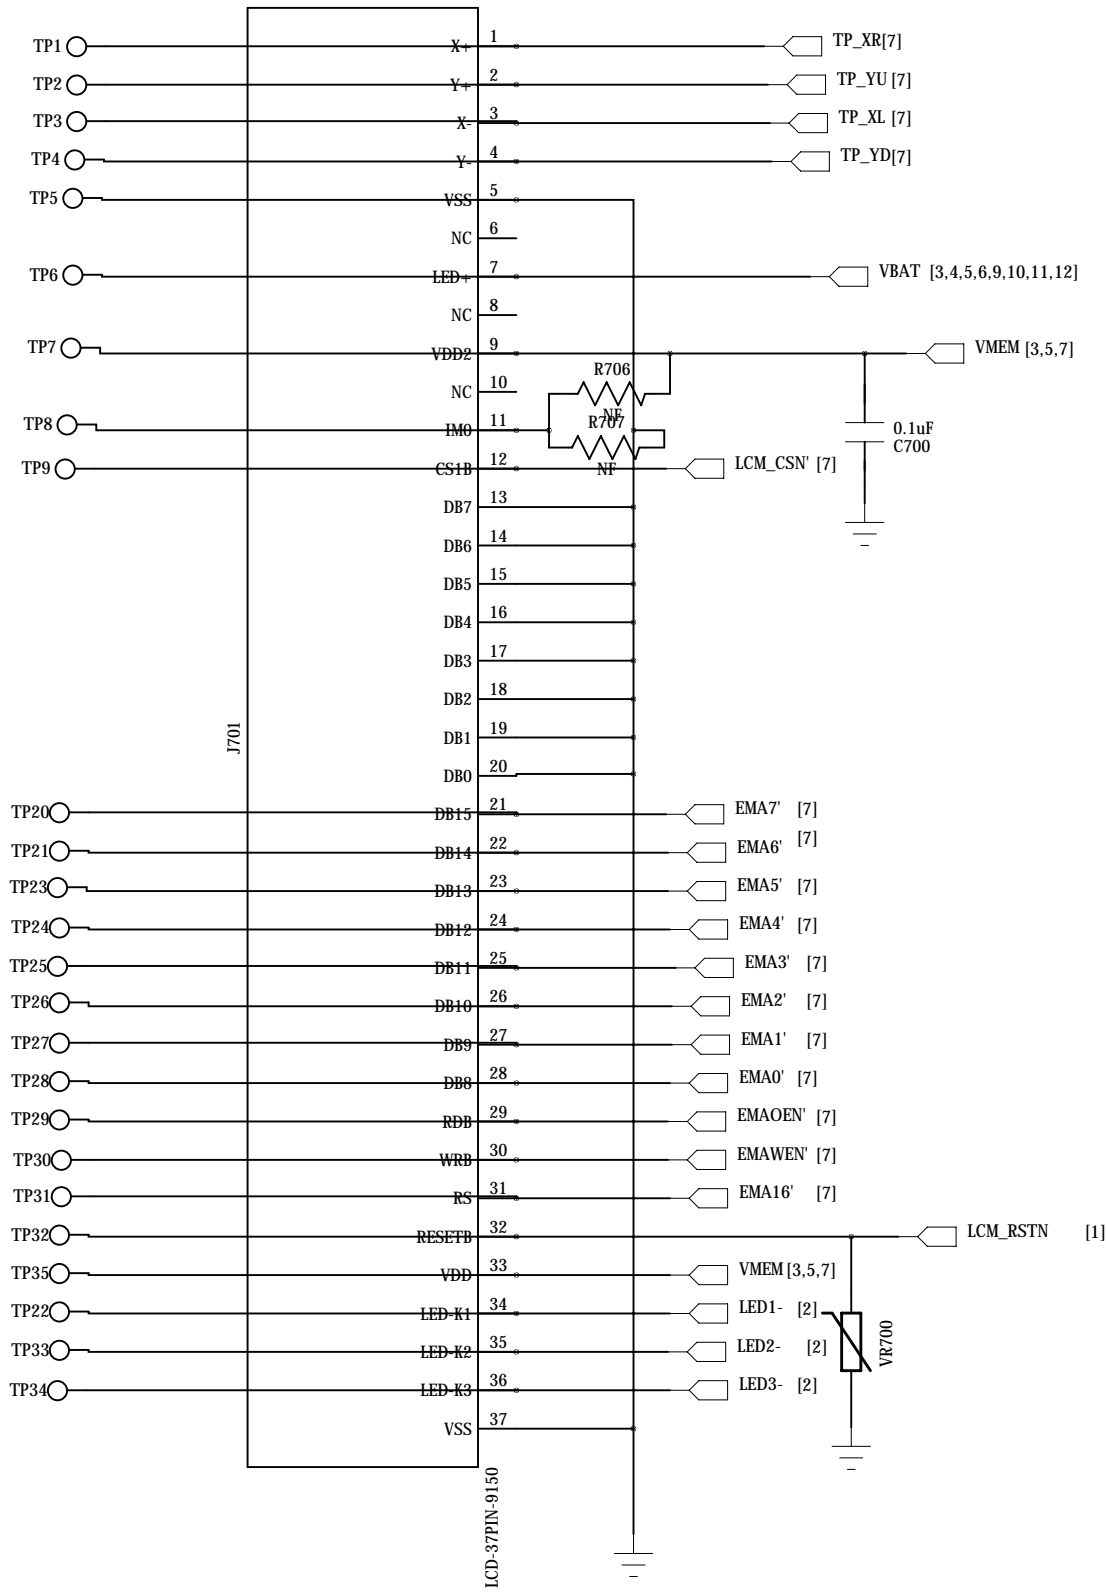 TP1 X+ 1 TP_XR[7]
TP2 Y+ 2 TP_YU [7]
TP3 X- 3 TP_XL [7]
TP4 Y- 4 TP_YD[7]
TP5 VSS 5
NC 6
TP6 LED+ 7 VBAT [3,4,5,6,9,10,11,12]
NC 8
TP7 VDD2 9 VMEM [3,5,7]
R706
NC 10
NF
R707
TP8 IM0 11 0.1uF
C700
TP9 CS1B 12 NF LCM_CSN' [7]
DB7 13
DB6 14
DB5 15
DB4 16
DB3 17
DB2 18
J701
DB1 19
DB0 20
TP20 DB15 21 EMA7' [7]
TP21 DB14 22 EMA6' [7]
TP23 DB13 23 EMA5' [7]
TP24 DB12 24 EMA4' [7]
TP25 DB11 25 EMA3' [7]
TP26 DB10 26 EMA2' [7]
TP27 DB9 27 EMA1' [7]
TP28 DB8 28 EMA0' [7]
TP29 RDB 29 EMAOEN' [7]
TP30 WRB 30 EMAWEN' [7]
TP31 RS 31 EMA16' [7]
TP32 RESETB 32 LCM_RSTN [1]
TP35 VDD 33 VMEM [3,5,7]
TP22 LED-K1 34 LED1- [2]
VR700
TP33 LED-K2 35 LED2- [2]
TP34 LED-K3 36 LED3- [2]
VSS 37
LCD-37PIN-9150